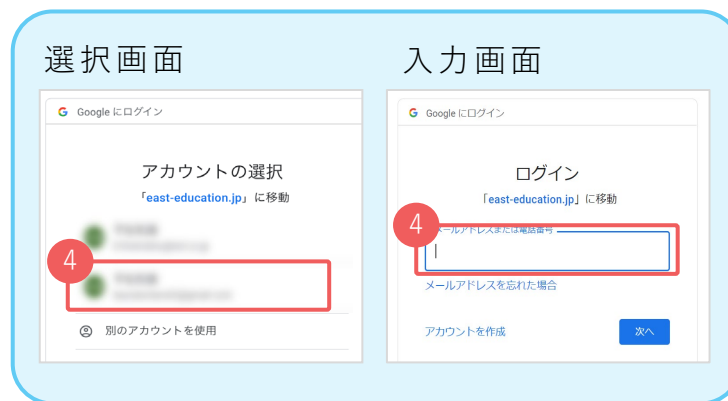 選択画面
Google にログイン
アカウントの選択
「east-education.jp」に移動
4
別のアカウントを使用
入力画面
Google にログイン
ログイン
「east-education.jp」に移動
4
メールアドレスまたは電話番号
メールアドレスを忘れた場合
アカウントを作成
次へ